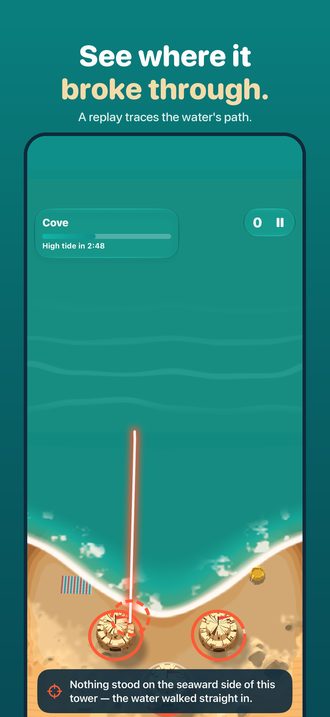 See where it
broke through.
A replay traces the water's path.
Cove
0
High tide in 2:48
Nothing stood on the seaward side of this
tower — the water walked straight in.